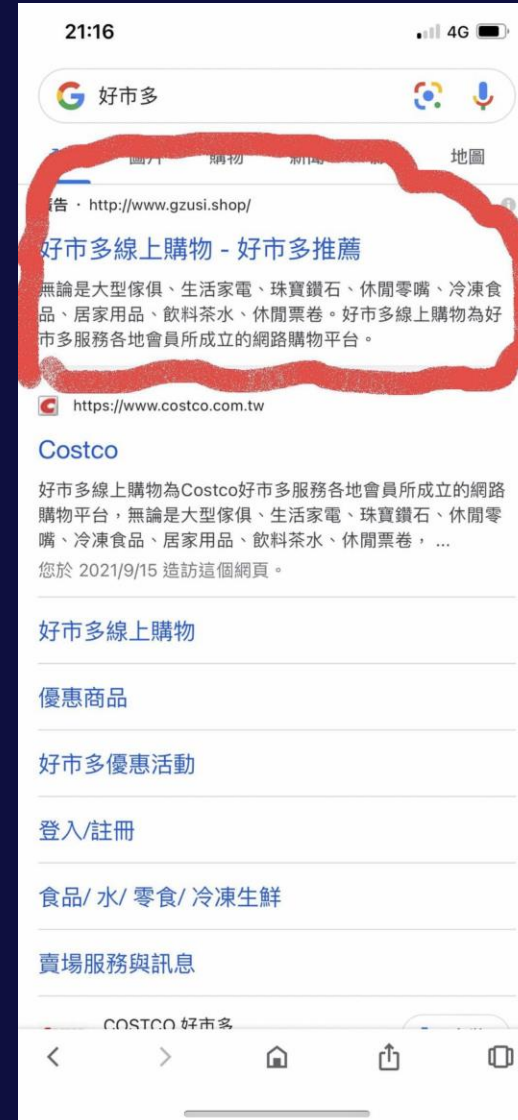 21:16
4G
好市多
圖片 購物 新聞 地圖
廣告 · http://www.gzusi.shop/
好市多線上購物 - 好市多推薦
無論是大型傢俱、生活家電、珠寶鑽石、休閒零嘴、冷凍食
品、居家用品、飲料茶水、休閒票卷。好市多線上購物為好
市多服務各地會員所成立的網路購物平台。
https://www.costco.com.tw
Costco
好市多線上購物為Costco好市多服務各地會員所成立的網路
購物平台，無論是大型傢俱、生活家電、珠寶鑽石、休閒零
嘴、冷凍食品、居家用品、飲料茶水、休閒票卷， ...
您於 2021/9/15 造訪這個網頁。
好市多線上購物
優惠商品
好市多優惠活動
登入/註冊
食品/ 水/ 零食/ 冷凍生鮮
賣場服務與訊息
COSTCO 好市多